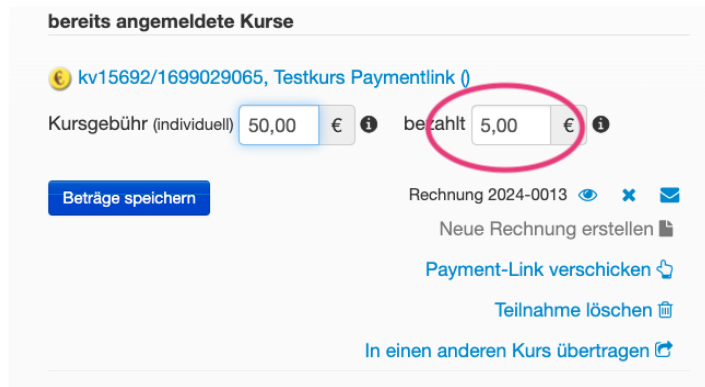 bereits angemeldete Kurse
kv15692/1699029065, Testkurs Paymentlink ()
Kursgebühr (individuell) 50,00 € bezahlt 5,00 €
Beträge speichern Rechnung 2024-0013
Neue Rechnung erstellen
Payment-Link verschicken
Teilnahme löschen
In einen anderen Kurs übertragen